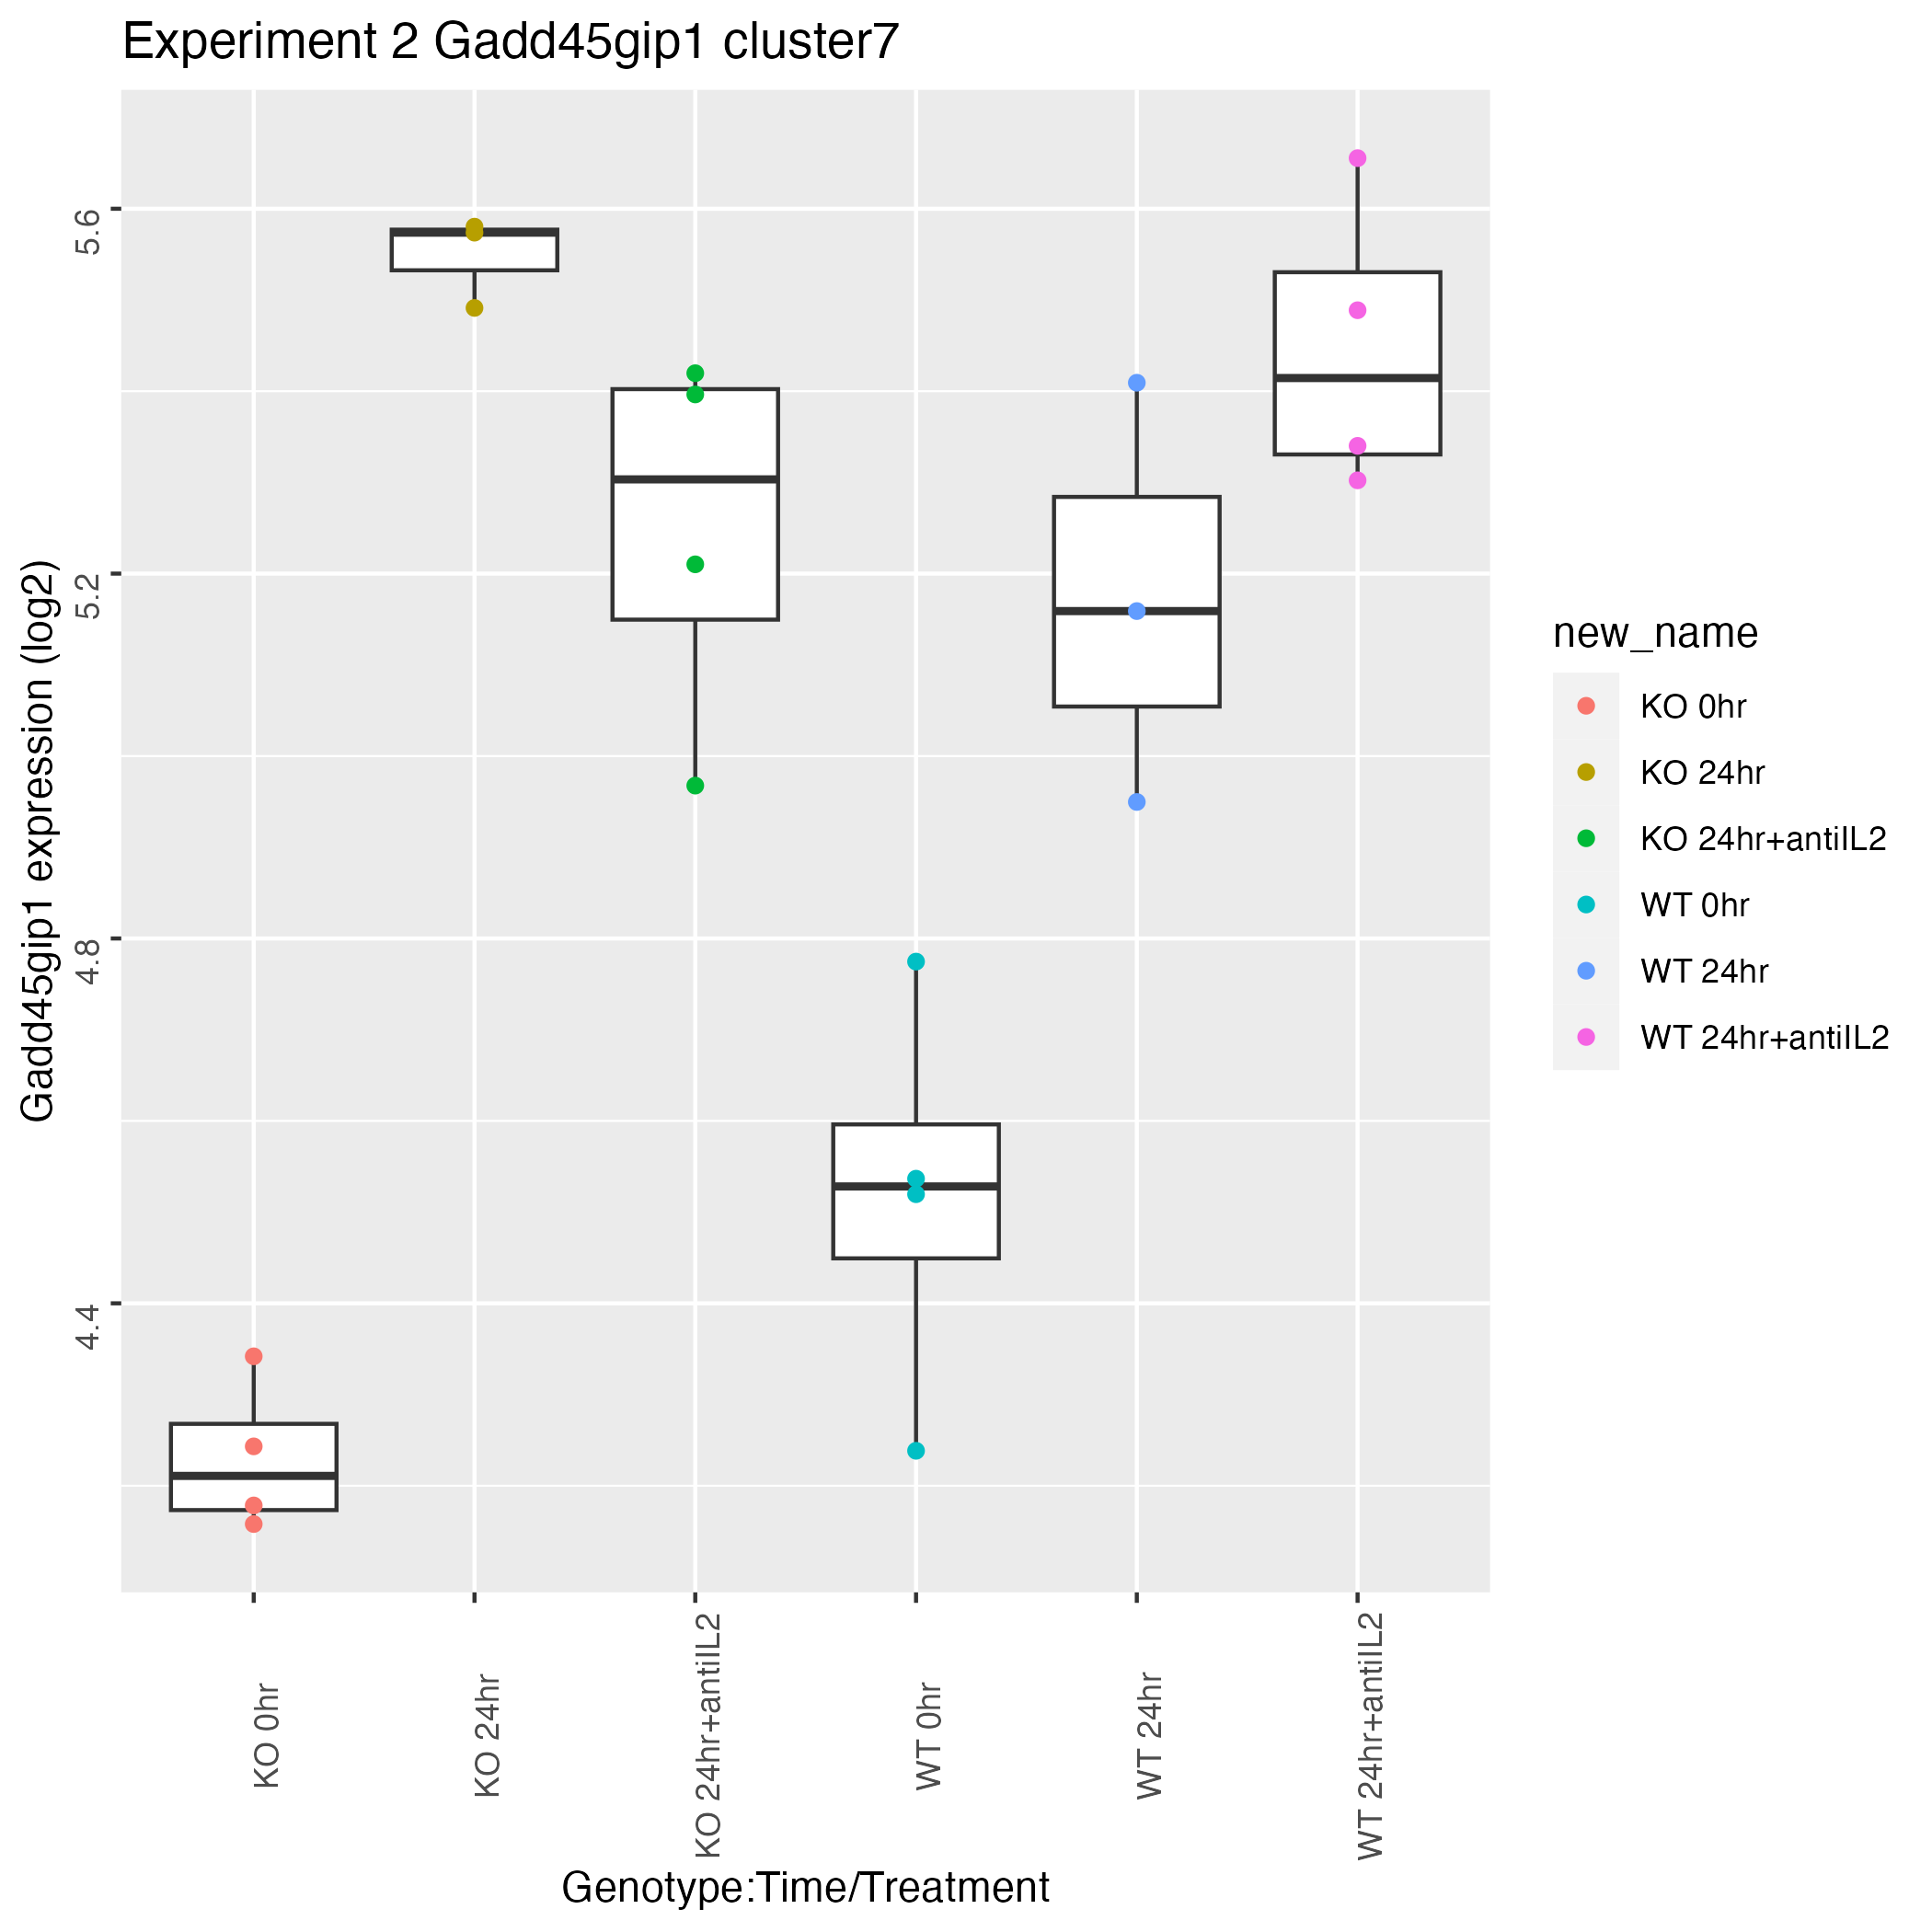 Experiment 2 Gadd45gip1 cluster7
Gadd45gip1 expression (log2)
5.6
5.2
4.8
4.4
KO 0hr
KO 24hr
KO 24hr+antiIL2
WT 0hr
WT 24hr
WT 24hr+antiIL2
Genotype:Time/Treatment
new_name
KO 0hr
KO 24hr
KO 24hr+antiIL2
WT 0hr
WT 24hr
WT 24hr+antiIL2